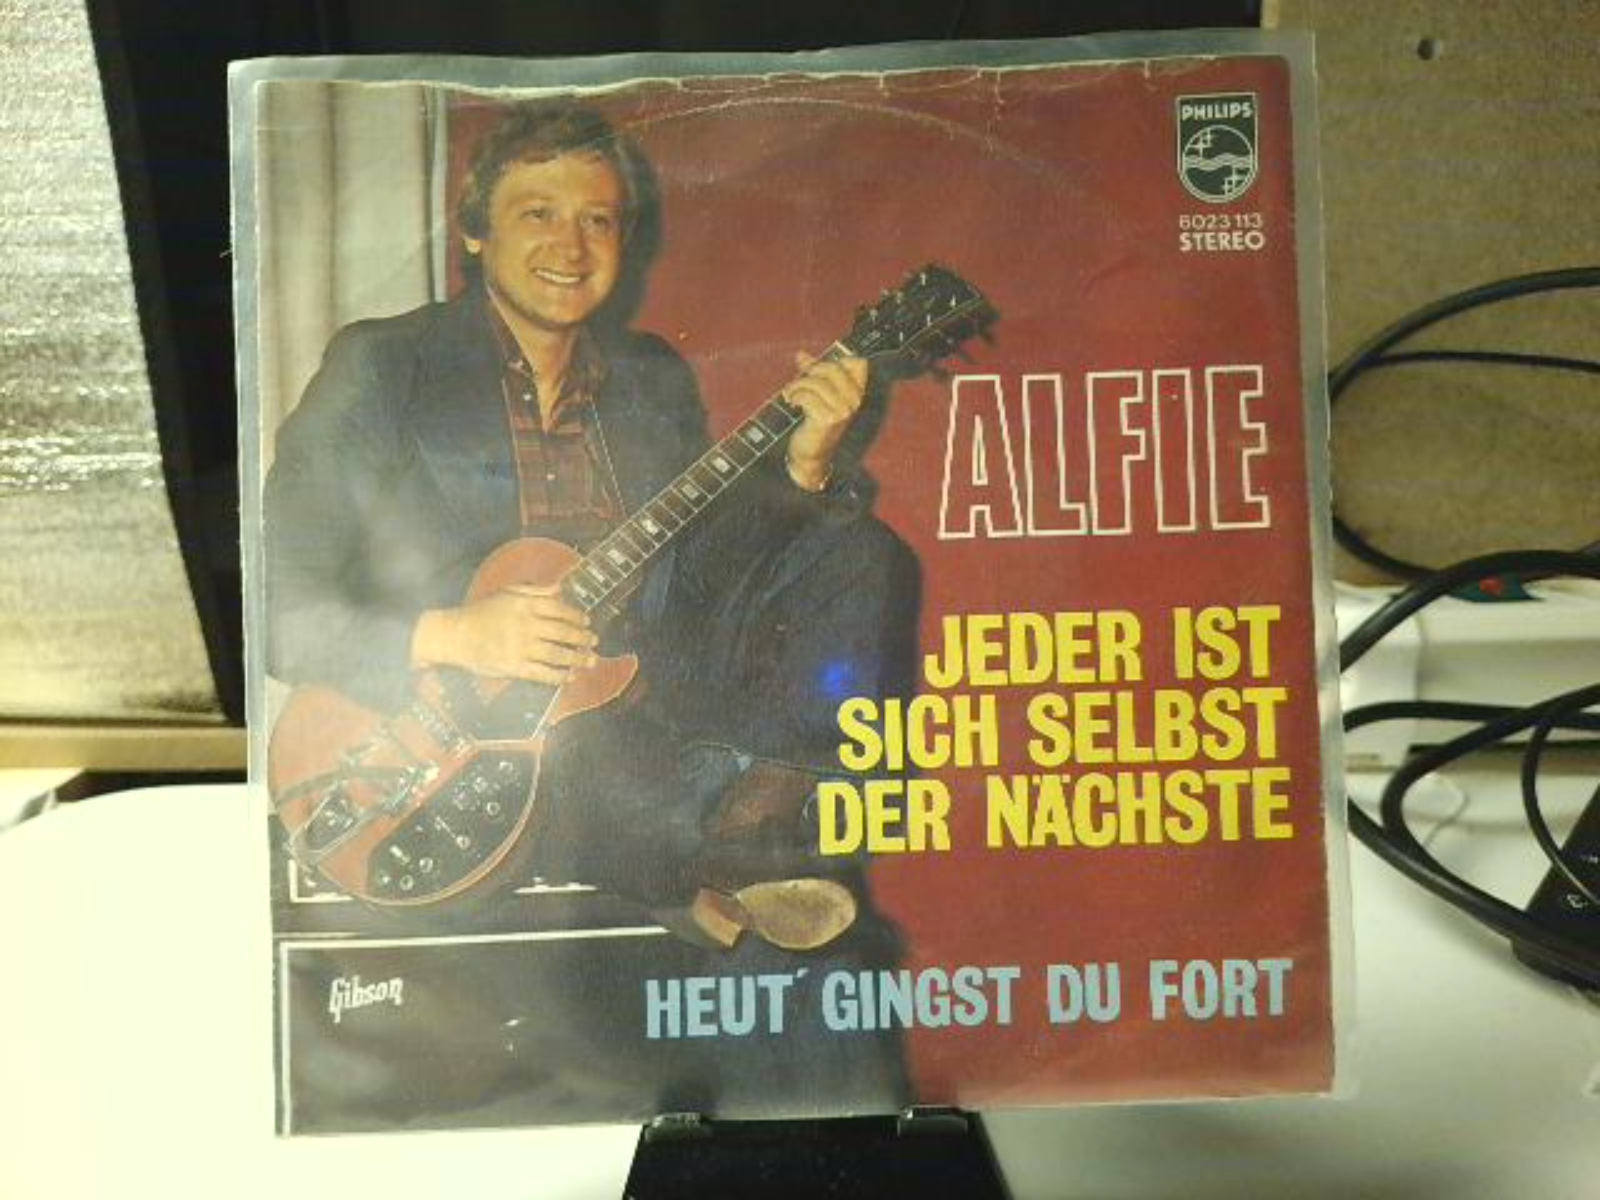 PHILIPS
6023 113
STEREO
ALFIE
JEDER IST
SICH SELBST
DER NÄCHSTE
HEUT´ GINGST DU FORT
Gibson